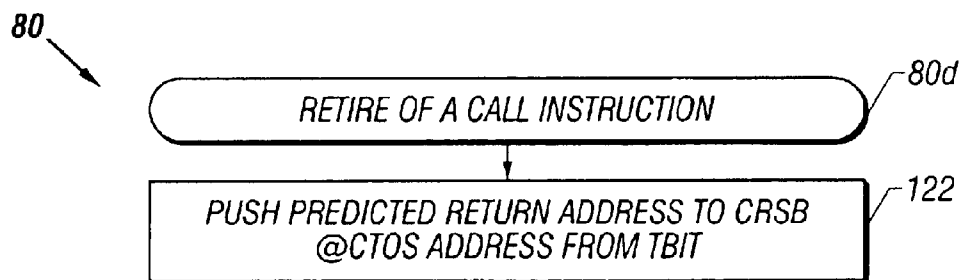 80
RETIRE OF A CALL INSTRUCTION
80d
PUSH PREDICTED RETURN ADDRESS TO CRSB
@CTOS ADDRESS FROM TBIT
122